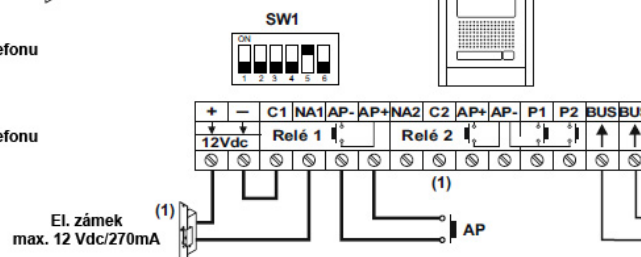 SW1
efonu
ON
1 2 3 4 5 6
+ − C1 NA1 AP- AP+ NA2 C2 AP+ AP- P1 P2 BUS BUS
efonu
12Vdc Relé 1 Relé 2
(1)
(1)
El. zámek
max. 12 Vdc/270mA
AP